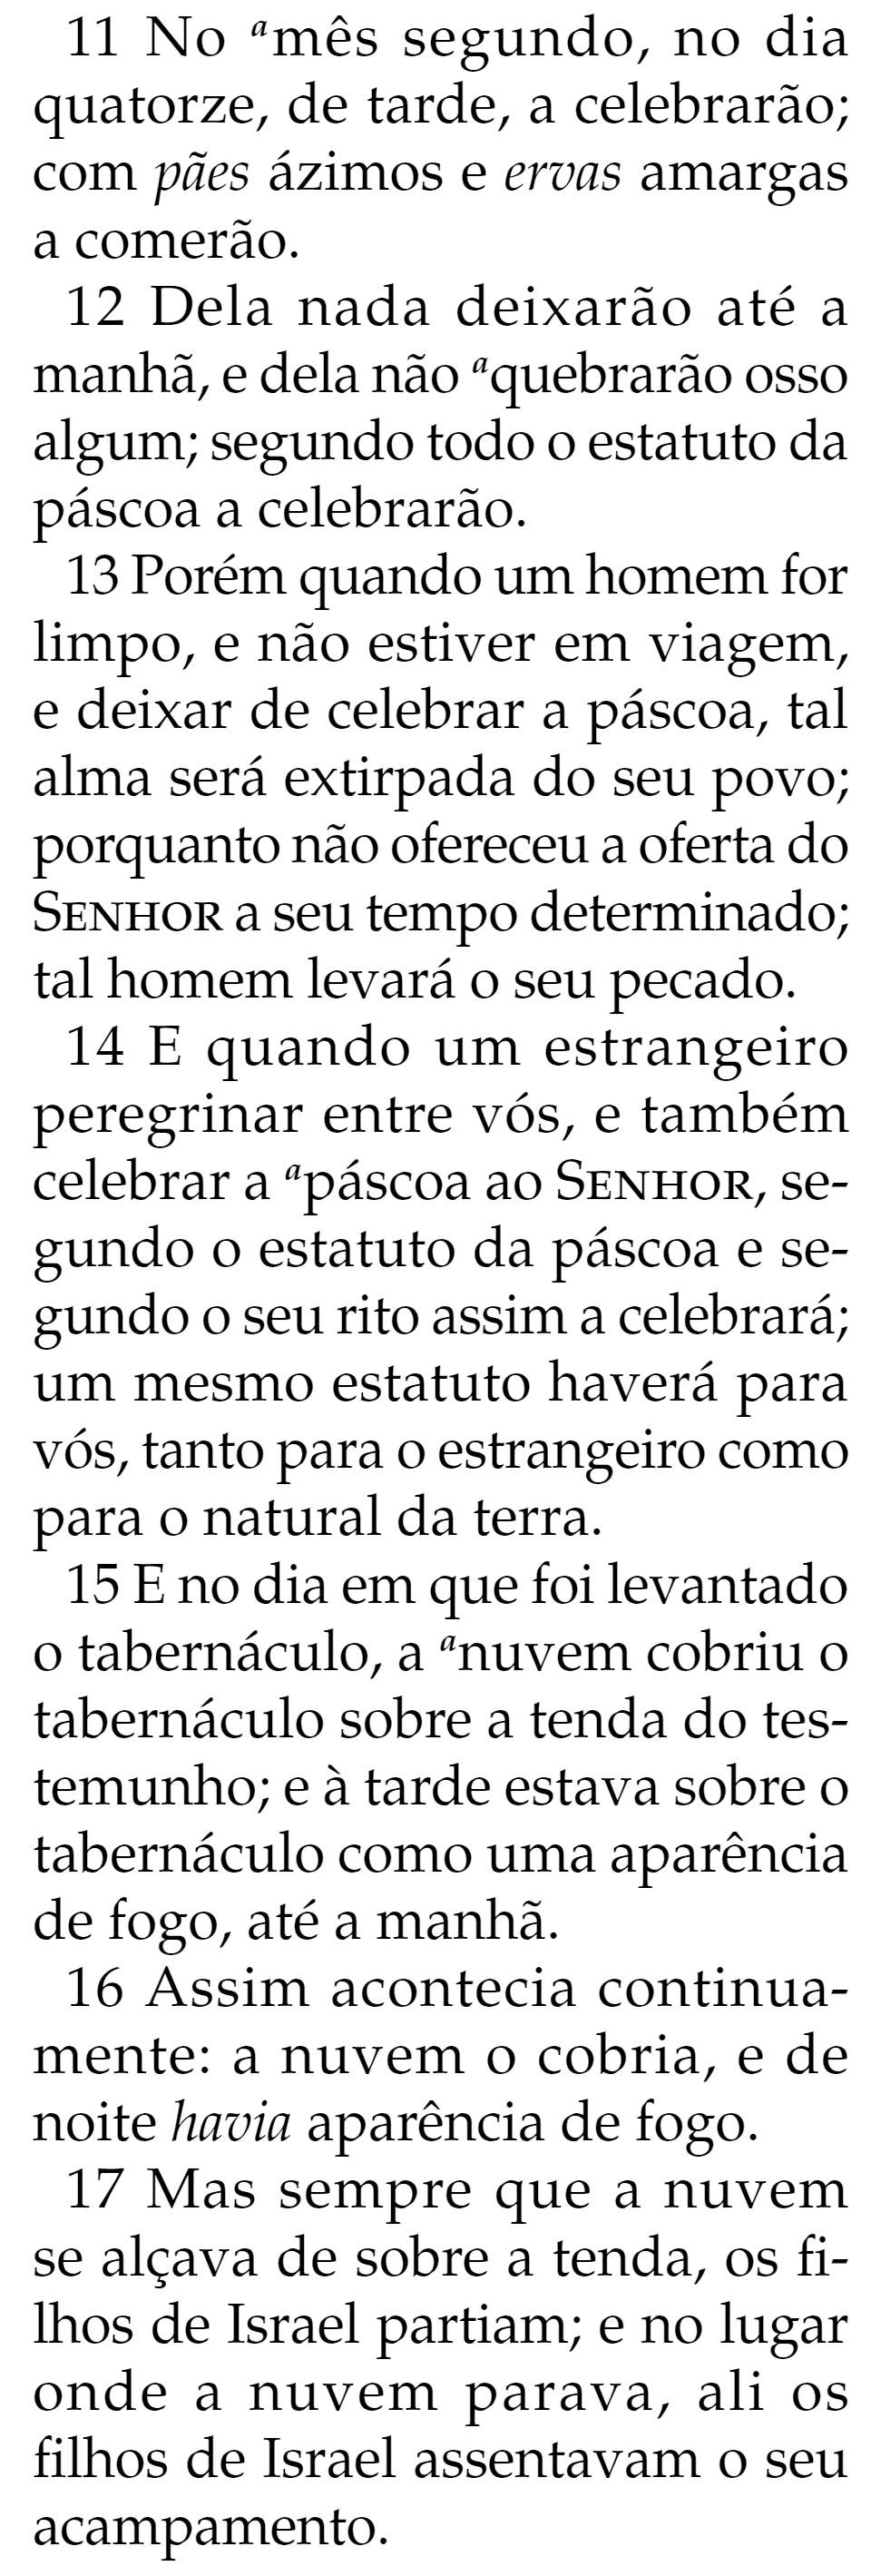 11 No ᵃmês segundo, no dia
quatorze, de tarde, a celebrarão;
com pães ázimos e ervas amargas
a comerão.
12 Dela nada deixarão até a
manhã, e dela não ᵃquebrarão osso
algum; segundo todo o estatuto da
páscoa a celebrarão.
13 Porém quando um homem for
limpo, e não estiver em viagem,
e deixar de celebrar a páscoa, tal
alma será extirpada do seu povo;
porquanto não ofereceu a oferta do
SENHOR a seu tempo determinado;
tal homem levará o seu pecado.
14 E quando um estrangeiro
peregrinar entre vós, e também
celebrar a ᵃpáscoa ao SENHOR, se-
gundo o estatuto da páscoa e se-
gundo o seu rito assim a celebrará;
um mesmo estatuto haverá para
vós, tanto para o estrangeiro como
para o natural da terra.
15 E no dia em que foi levantado
o tabernáculo, a ᵃnuvem cobriu o
tabernáculo sobre a tenda do tes-
temunho; e à tarde estava sobre o
tabernáculo como uma aparência
de fogo, até a manhã.
16 Assim acontecia continua-
mente: a nuvem o cobria, e de
noite havia aparência de fogo.
17 Mas sempre que a nuvem
se alçava de sobre a tenda, os fi-
lhos de Israel partiam; e no lugar
onde a nuvem parava, ali os
filhos de Israel assentavam o seu
acampamento.